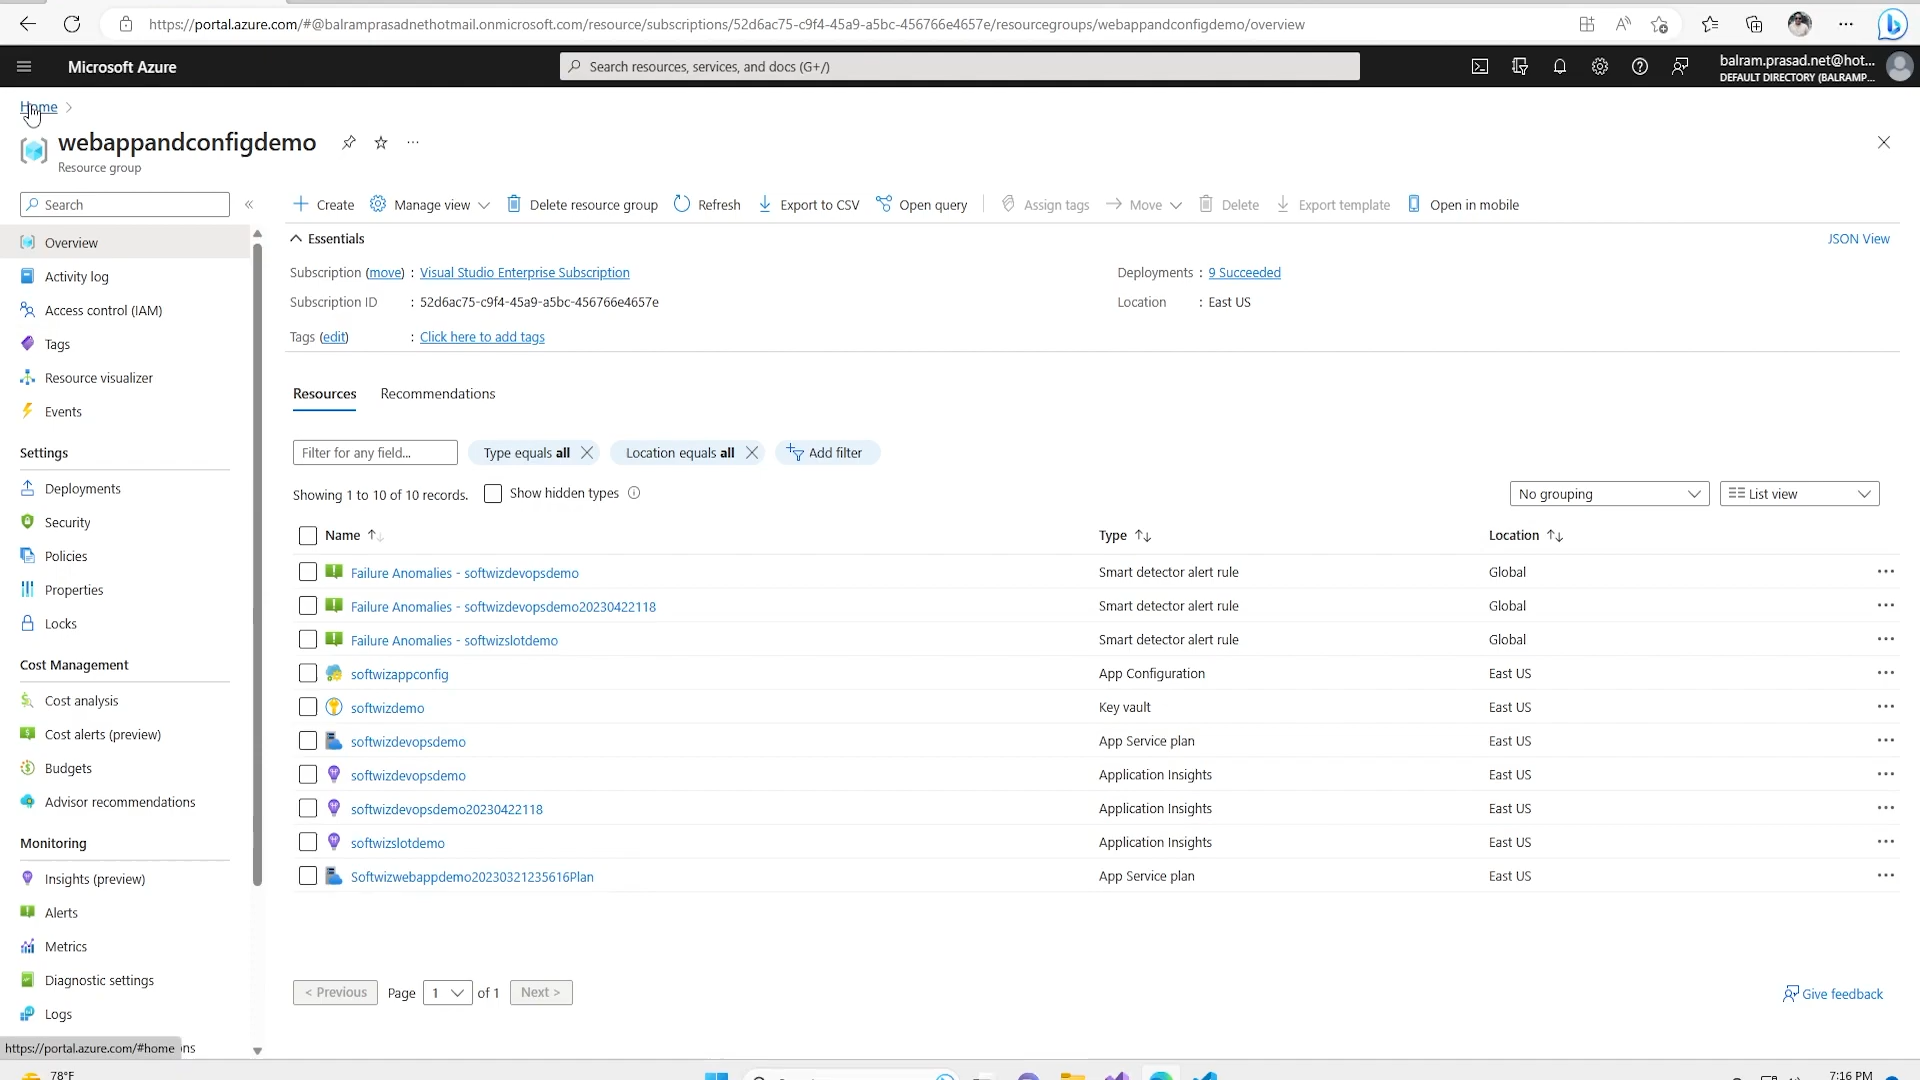 https://portal.azure.com/#@balramprasadnethotmail.onmicrosoft.com/resource/subscriptions/52d6ac75-c9f4-45a9-a5bc-456766e4657e/resourcegroups/webappandconfigdemo/overview
Microsoft Azure
Search resources, services, and docs (G+/)
balram.prasad.net@hot...
DEFAULT DIRECTORY (BALRAMP...
Home
webappandconfigdemo
Resource group
Search
Create
Manage view
Delete resource group
Refresh
Export to CSV
Open query
Assign tags
Move
Delete
Export template
Open in mobile
Overview
Activity log
Access control (IAM)
Tags
Resource visualizer
Events
Settings
Deployments
Security
Policies
Properties
Locks
Cost Management
Cost analysis
Cost alerts (preview)
Budgets
Advisor recommendations
Monitoring
Insights (preview)
Alerts
Metrics
Diagnostic settings
Logs
https://portal.azure.com/#home
Essentials
JSON View
Subscription (move) : Visual Studio Enterprise Subscription
Deployments : 9 Succeeded
Subscription ID : 52d6ac75-c9f4-45a9-a5bc-456766e4657e
Location : East US
Tags (edit) : Click here to add tags
Resources Recommendations
Filter for any field...
Type equals all
Location equals all
Add filter
Showing 1 to 10 of 10 records.
Show hidden types
No grouping
List view
Name Type Location
Failure Anomalies - softwizdevopsdemo Smart detector alert rule Global
Failure Anomalies - softwizdevopsdemo20230422118 Smart detector alert rule Global
Failure Anomalies - softwizslotdemo Smart detector alert rule Global
softwizappconfig App Configuration East US
softwizdemo Key vault East US
softwizdevopsdemo App Service plan East US
softwizdevopsdemo Application Insights East US
softwizdevopsdemo20230422118 Application Insights East US
softwizslotdemo Application Insights East US
Softwizwebappdemo20230321235616Plan App Service plan East US
< Previous Page 1 of 1 Next >
Give feedback
78°F
7:16 PM